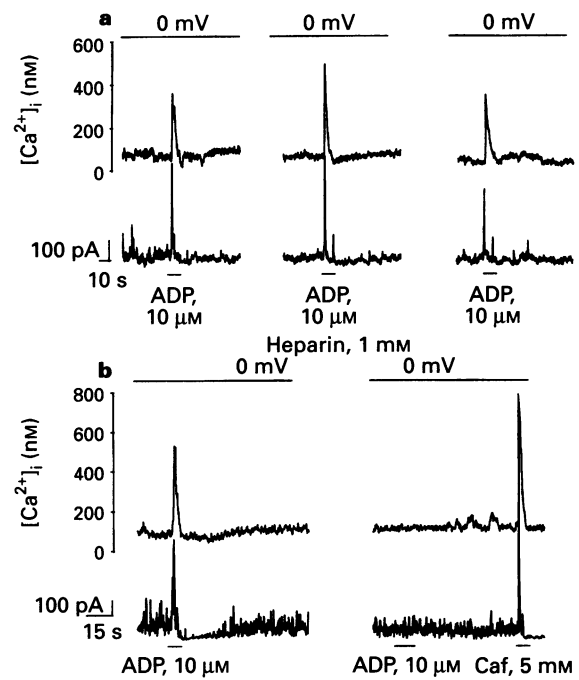 a
0 mV 0 mV 0 mV
600
400
200
0
[Ca2+]i (nM)
100 pA
10 s
ADP, 10 μM
ADP, 10 μM
ADP, 10 μM
Heparin, 1 mM
b
0 mV 0 mV
800
600
400
200
0
[Ca2+]i (nM)
100 pA
15 s
ADP, 10 μM ADP, 10 μM Caf, 5 mM